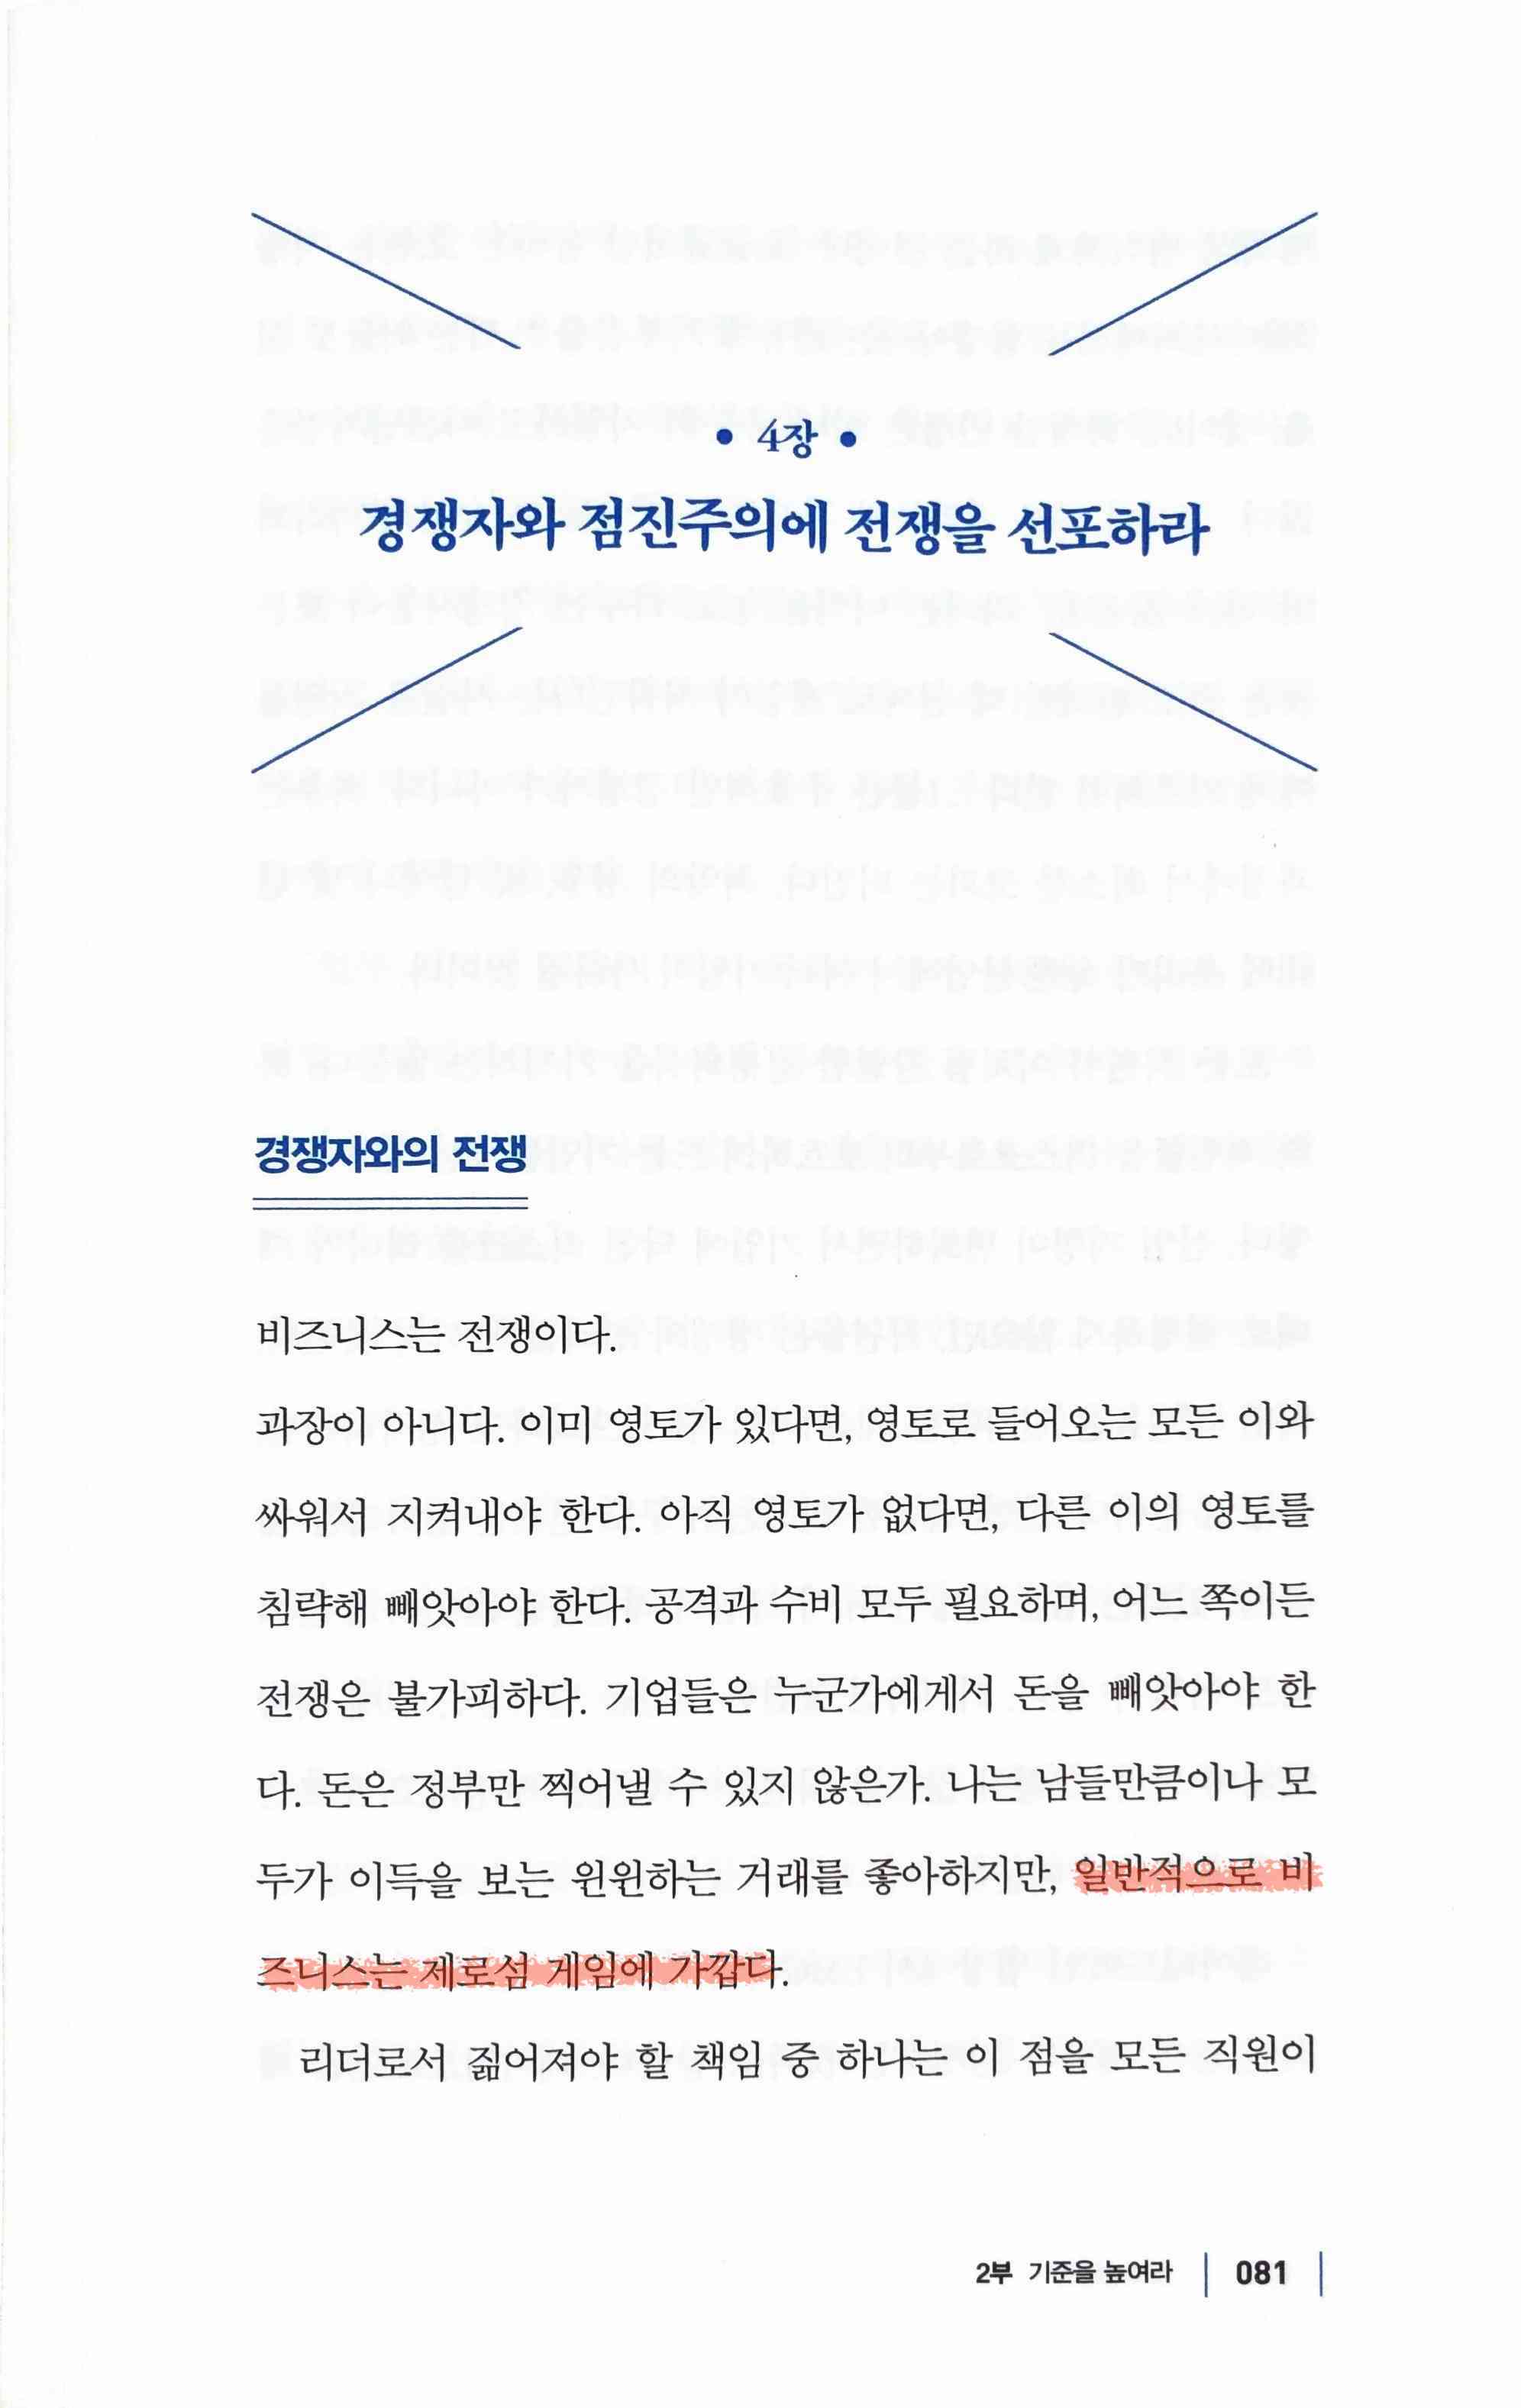 • 4장 •
경쟁자와 점진주의에 전쟁을 선포하라
경쟁자와의 전쟁
비즈니스는 전쟁이다.
과장이 아니다. 이미 영토가 있다면, 영토로 들어오는 모든 이와
싸워서 지켜내야 한다. 아직 영토가 없다면, 다른 이의 영토를
침략해 빼앗아야 한다. 공격과 수비 모두 필요하며, 어느 쪽이든
전쟁은 불가피하다. 기업들은 누군가에게서 돈을 빼앗아야 한
다. 돈은 정부만 찍어낼 수 있지 않은가. 나는 남들만큼이나 모
두가 이득을 보는 윈윈하는 거래를 좋아하지만, 일반적으로 비
즈니스는 제로섬 게임에 가깝다.
리더로서 짊어져야 할 책임 중 하나는 이 점을 모든 직원이
2부 기준을 높여라 | 081 |